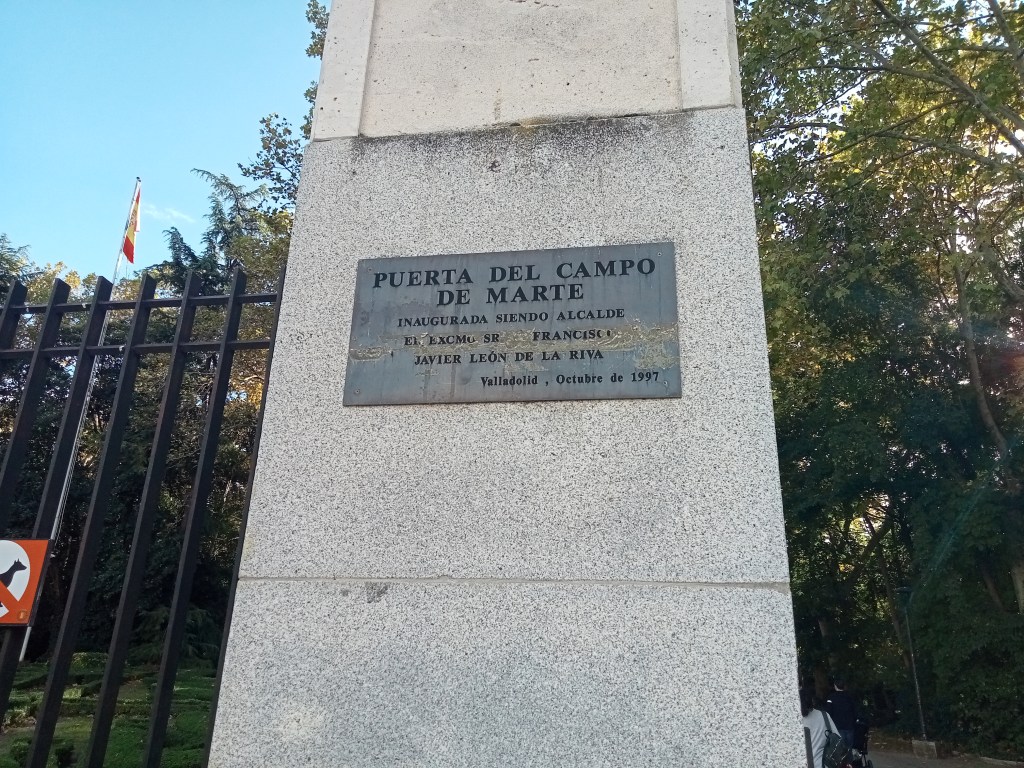 PUERTA DEL CAMPO
DE MARTE
INAUGURADA SIENDO ALCALDE
EL EXCMO SR FRANCISCO
JAVIER LEÓN DE LA RIVA
Valladolid , Octubre de 1997